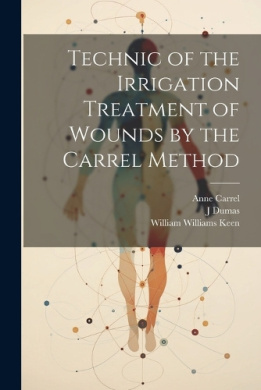 Technic of the
Irrigation
Treatment of
Wounds by the
Carrel Method
Anne Carrel
J Dumas
William Williams Keen